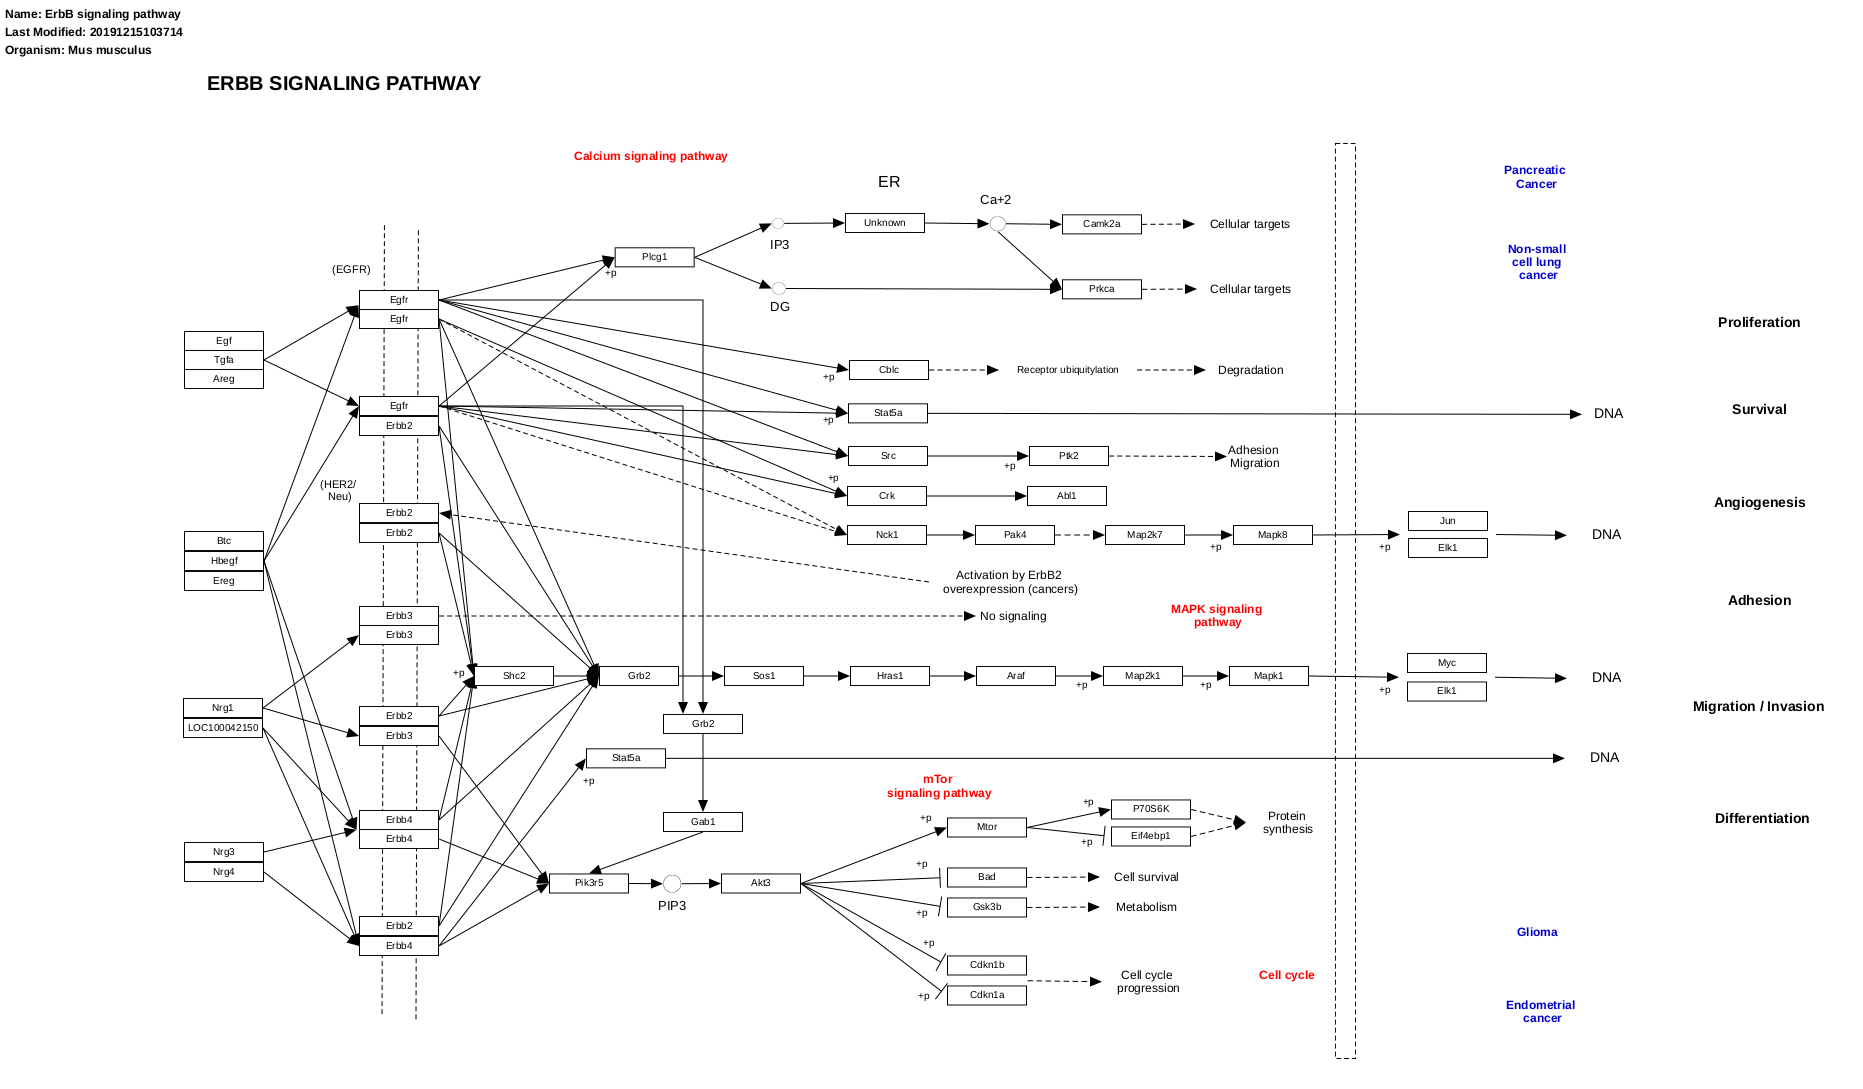 Name: ErbB signaling pathway
Last Modified: 20191215103714
Organism: Mus musculus
ERBB SIGNALING PATHWAY
Calcium signaling pathway
ER
Pancreatic
Cancer
Ca+2
Unknown
Camk2a
Cellular targets
IP3
Plcg1
+p
Non-small
cell lung
cancer
(EGFR)
Prkca
Cellular targets
DG
Egfr
Egfr
Proliferation
Egf
Tgfa
Areg
Cblc
+p
Receptor ubiquitylation
Degradation
Egfr
Erbb2
Stat5a
+p
DNA
Survival
Src
+p
Ptk2
Adhesion
Migration
+p
(HER2/
Neu)
Crk
Abl1
Angiogenesis
Erbb2
Erbb2
Nck1
Pak4
Map2k7
+p
Mapk8
+p
Jun
Elk1
DNA
Btc
Hbegf
Ereg
Activation by ErbB2
overexpression (cancers)
Adhesion
Erbb3
Erbb3
No signaling
MAPK signaling
pathway
+p
Shc2
Grb2
Sos1
Hras1
Araf
+p
Map2k1
+p
Mapk1
+p
Myc
Elk1
DNA
Nrg1
LOC100042150
Erbb2
Erbb3
Grb2
Migration / Invasion
Stat5a
+p
DNA
mTor
signaling pathway
Erbb4
Erbb4
Gab1
+p
Mtor
+p
P70S6K
+p
Eif4ebp1
Protein
synthesis
Differentiation
Nrg3
Nrg4
Pik3r5
PIP3
Akt3
+p
Bad
Cell survival
+p
Gsk3b
Metabolism
Erbb2
Erbb4
+p
Cdkn1b
+p
Cdkn1a
Cell cycle
progression
Cell cycle
Glioma
Endometrial
cancer